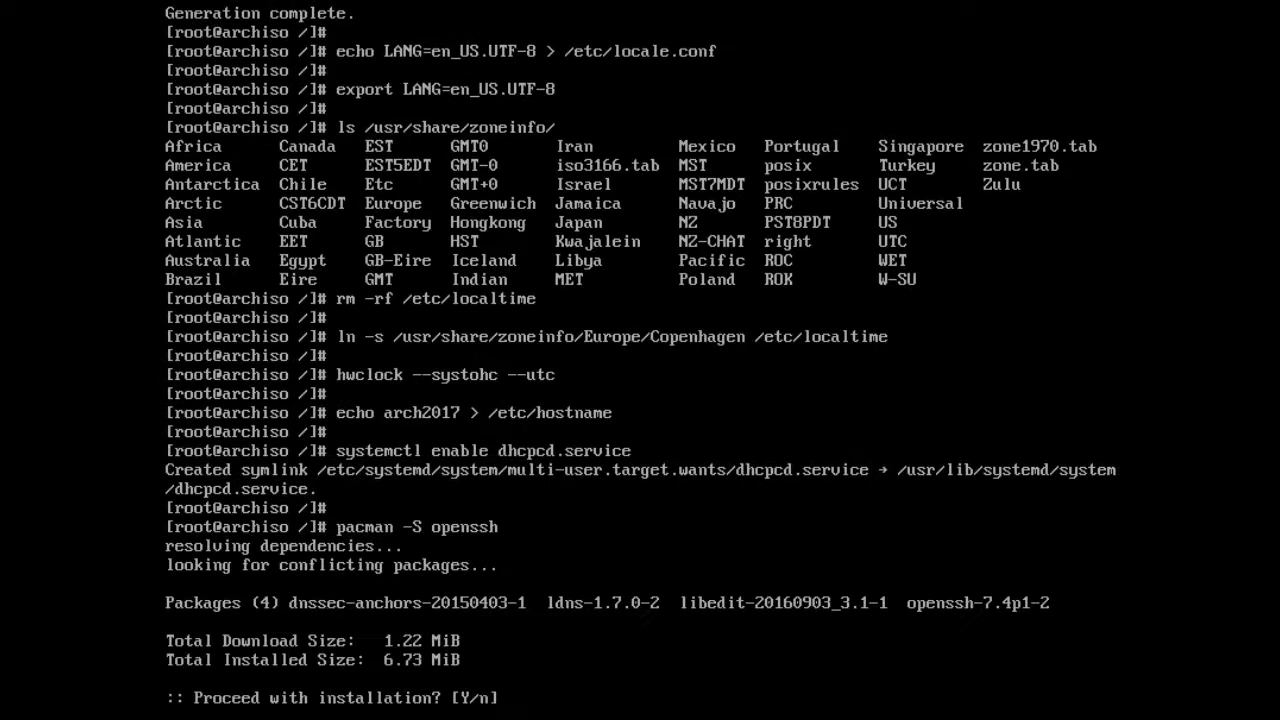 Generation complete.
[root@archiso /]#
[root@archiso /]# echo LANG=en_US.UTF-8 > /etc/locale.conf
[root@archiso /]#
[root@archiso /]# export LANG=en_US.UTF-8
[root@archiso /]#
[root@archiso /]# ls /usr/share/zoneinfo/
Africa Canada EST GMT0 Iran Mexico Portugal Singapore zone1970.tab
America CET EST5EDT GMT-0 iso3166.tab MST posix Turkey zone.tab
Antarctica Chile Etc GMT+0 Israel MST7MDT posixrules UCT Zulu
Arctic CST6CDT Europe Greenwich Jamaica Navajo PRC Universal
Asia Cuba Factory Hongkong Japan NZ PST8PDT US
Atlantic EET GB HST Kwajalein NZ-CHAT right UTC
Australia Egypt GB-Eire Iceland Libya Pacific ROC WET
Brazil Eire GMT Indian MET Poland ROK W-SU
[root@archiso /]# rm -rf /etc/localtime
[root@archiso /]#
[root@archiso /]# ln -s /usr/share/zoneinfo/Europe/Copenhagen /etc/localtime
[root@archiso /]#
[root@archiso /]# hwclock --systohc --utc
[root@archiso /]#
[root@archiso /]# echo arch2017 > /etc/hostname
[root@archiso /]#
[root@archiso /]# systemctl enable dhcpcd.service
Created symlink /etc/systemd/system/multi-user.target.wants/dhcpcd.service → /usr/lib/systemd/system
/dhcpcd.service.
[root@archiso /]#
[root@archiso /]# pacman -S openssh
resolving dependencies...
looking for conflicting packages...
Packages (4) dnssec-anchors-20150403-1 ldns-1.7.0-2 libedit-20160903_3.1-1 openssh-7.4p1-2
Total Download Size: 1.22 MiB
Total Installed Size: 6.73 MiB
:: Proceed with installation? [Y/n]